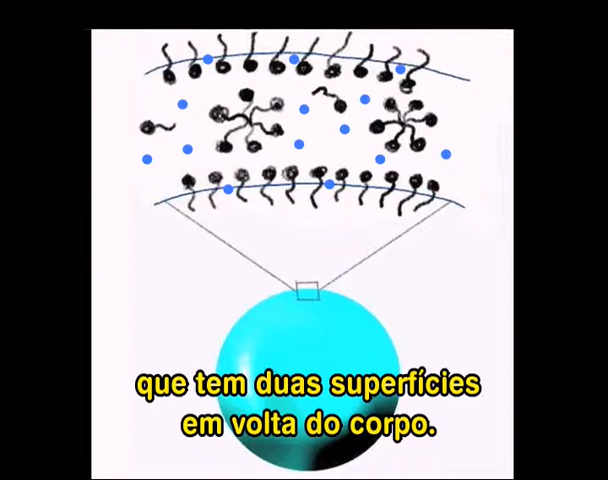 que tem duas superfícies
em volta do corpo.